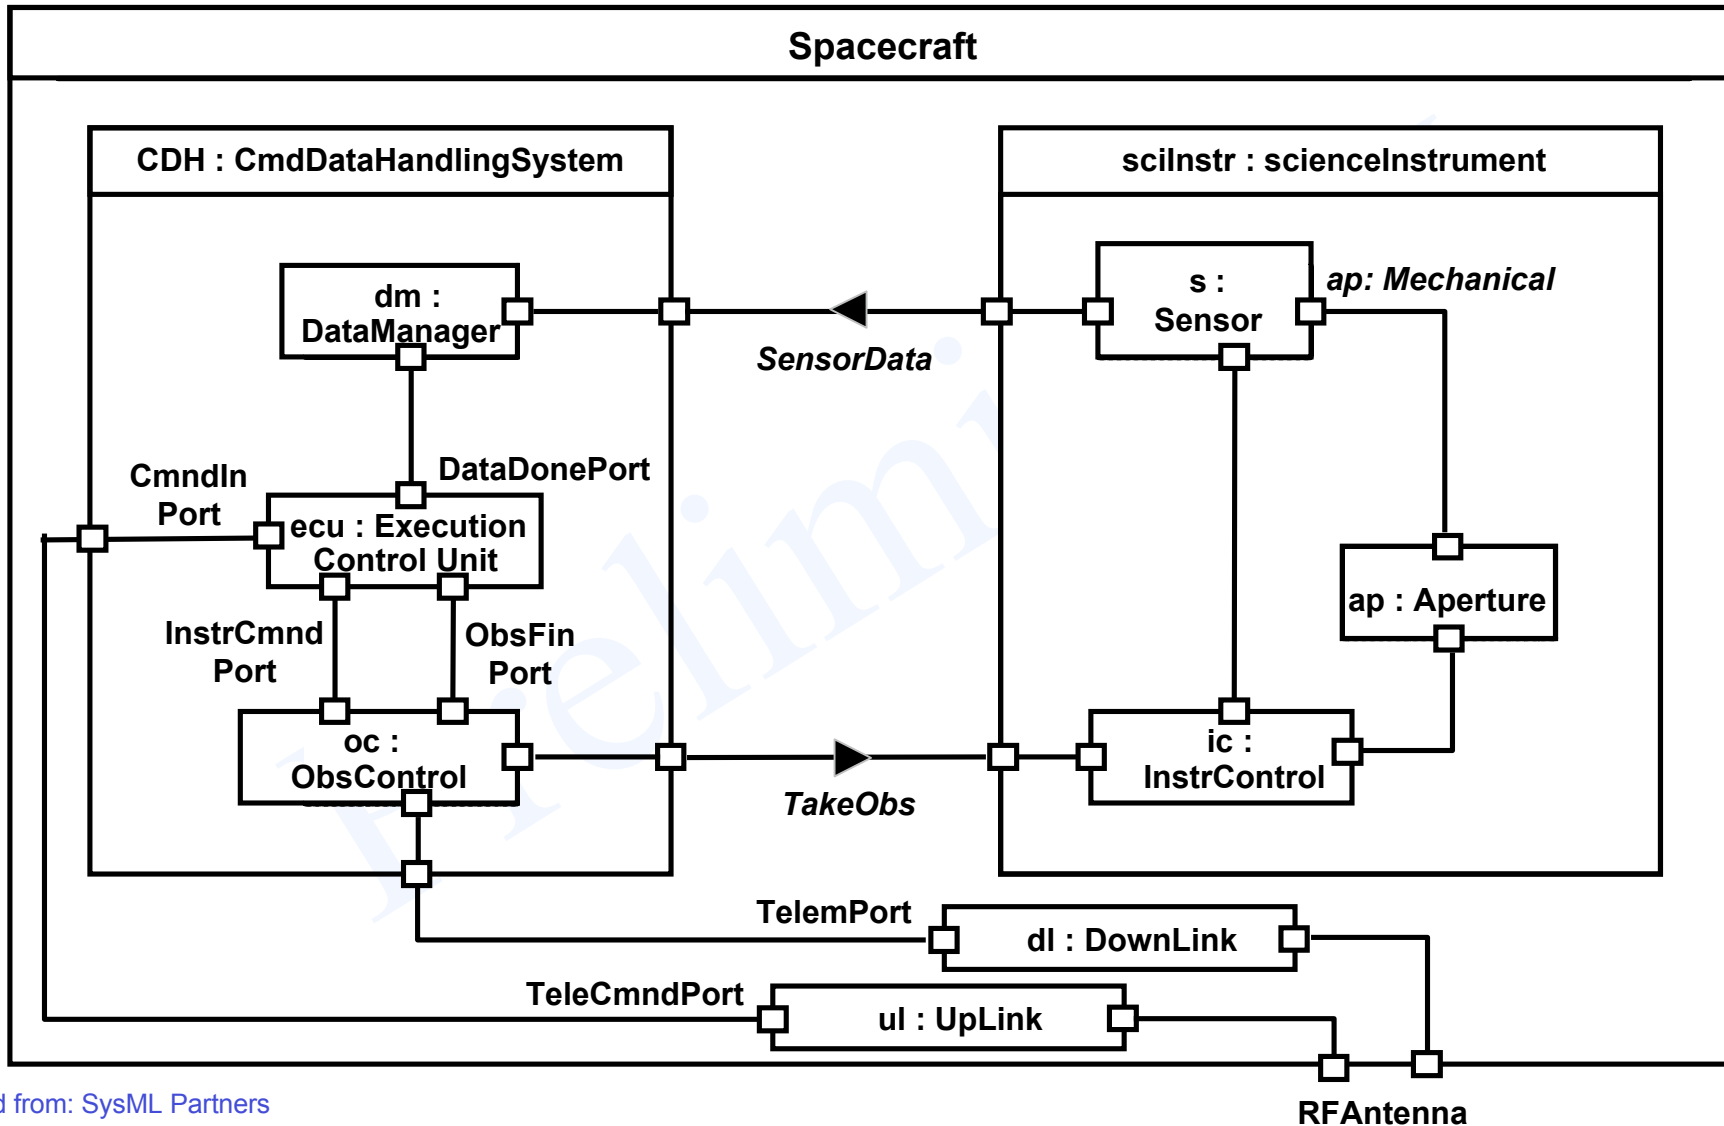 Spacecraft
CDH : CmdDataHandlingSystem
sciInstr : scienceInstrument
dm :
DataManager
s :
Sensor
ap: Mechanical
SensorData
CmndIn
Port
DataDonePort
ecu : Execution
Control Unit
ap : Aperture
InstrCmnd
Port
ObsFin
Port
oc :
ObsControl
ic :
InstrControl
TakeObs
TelemPort
dl : DownLink
TeleCmndPort
ul : UpLink
RFAntenna
from: SysML Partners
Prelimi